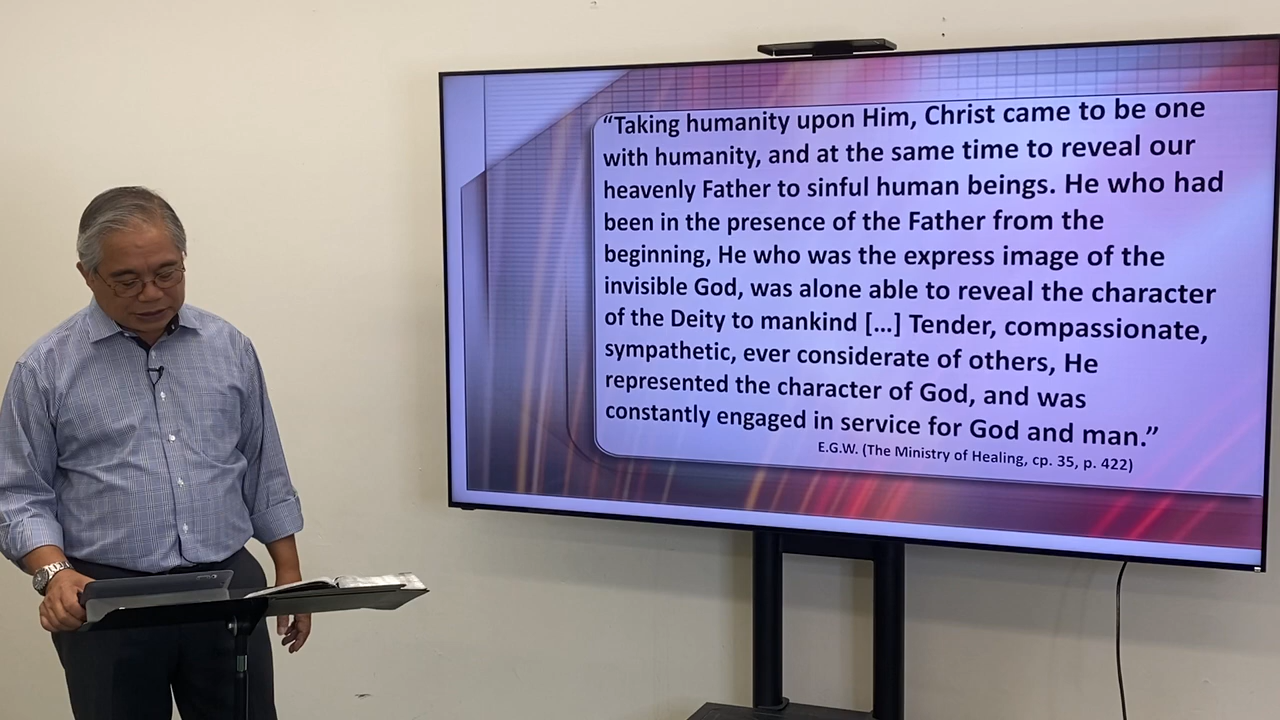 “Taking humanity upon Him, Christ came to be one
with humanity, and at the same time to reveal our
heavenly Father to sinful human beings. He who had
been in the presence of the Father from the
beginning, He who was the express image of the
invisible God, was alone able to reveal the character
of the Deity to mankind [...] Tender, compassionate,
sympathetic, ever considerate of others, He
represented the character of God, and was
constantly engaged in service for God and man.”
E.G.W. (The Ministry of Healing, cp. 35, p. 422)